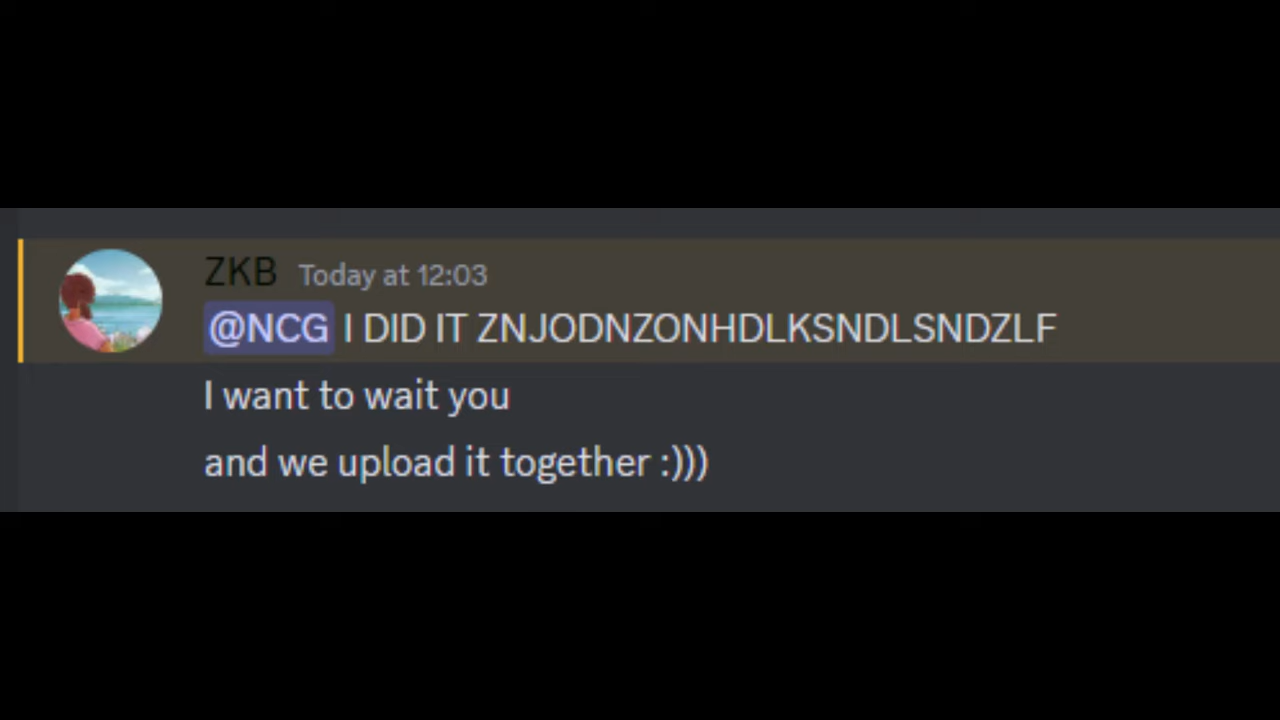 ZKB Today at 12:03
@NCG I DID IT ZNJODNZONHDLKSNDLSNDZLF
I want to wait you
and we upload it together :)))